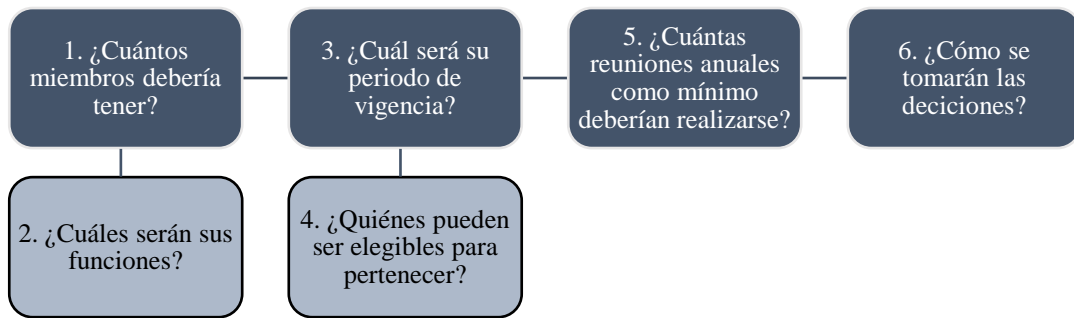 1. ¿Cuántos
miembros debería
tener?
2. ¿Cuáles serán sus
funciones?
3. ¿Cuál será su
periodo de
vigencia?
4. ¿Quiénes pueden
ser elegibles para
pertenecer?
5. ¿Cuántas
reuniones anuales
como mínimo
deberían realizarse?
6. ¿Cómo se
tomarán las
deciciones?